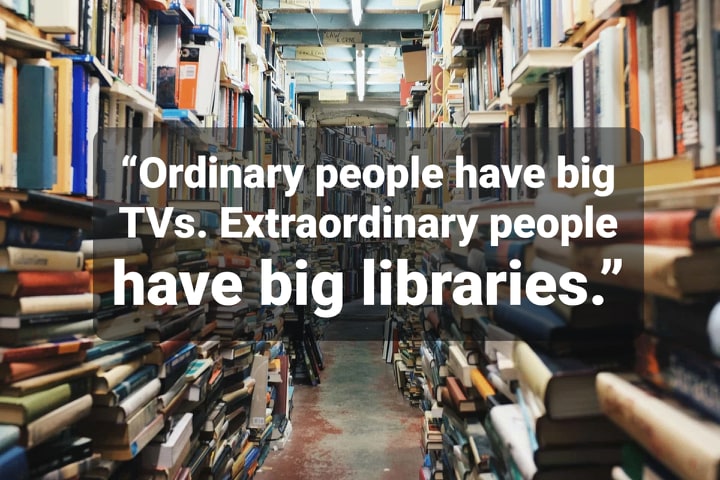 “Ordinary people have big
TVs. Extraordinary people
have big libraries.”